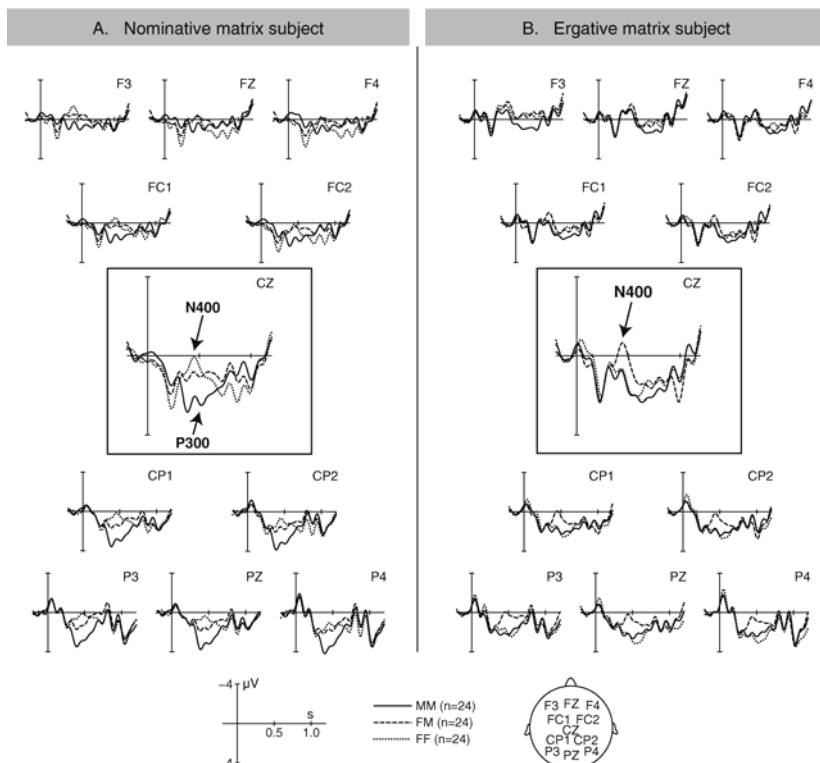 A. Nominative matrix subject
B. Ergative matrix subject
F3 FZ F4
F3 FZ F4
FC1 FC2
FC1 FC2
CZ
N400
P300
CZ
N400
CP1 CP2
CP1 CP2
P3 PZ P4
P3 PZ P4
−4 µV
s
0.5 1.0
4
MM (n=24)
FM (n=24)
FF (n=24)
F3 FZ F4
FC1 FC2
CZ
CP1 CP2
P3 PZ P4